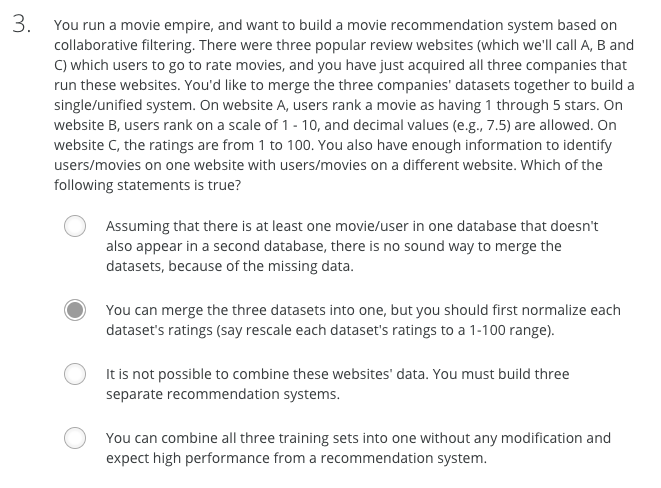 3. You run a movie empire, and want to build a movie recommendation system based on
collaborative filtering. There were three popular review websites (which we'll call A, B and
C) which users to go to rate movies, and you have just acquired all three companies that
run these websites. You'd like to merge the three companies' datasets together to build a
single/unified system. On website A, users rank a movie as having 1 through 5 stars. On
website B, users rank on a scale of 1 - 10, and decimal values (e.g., 7.5) are allowed. On
website C, the ratings are from 1 to 100. You also have enough information to identify
users/movies on one website with users/movies on a different website. Which of the
following statements is true?
Assuming that there is at least one movie/user in one database that doesn't
also appear in a second database, there is no sound way to merge the
datasets, because of the missing data.
You can merge the three datasets into one, but you should first normalize each
dataset's ratings (say rescale each dataset's ratings to a 1-100 range).
It is not possible to combine these websites' data. You must build three
separate recommendation systems.
You can combine all three training sets into one without any modification and
expect high performance from a recommendation system.